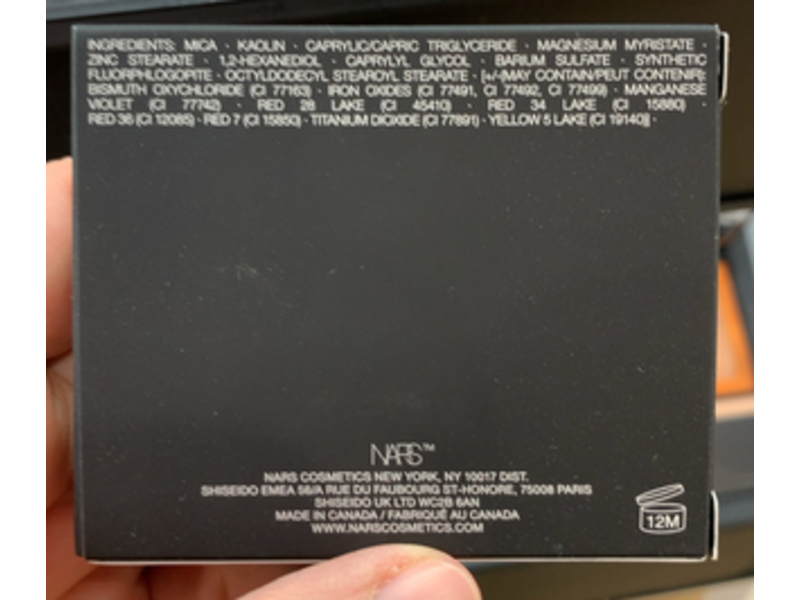 INGREDIENTS: MICA · KAOLIN · CAPRYLIC/CAPRIC TRIGLYCERIDE · MAGNESIUM MYRISTATE ·
ZINC STEARATE · 1,2-HEXANEDIOL · CAPRYLYL GLYCOL · BARIUM SULFATE · SYNTHETIC
FLUORPHLOGOPITE · OCTYLDODECYL STEAROYL STEARATE · [+/-(MAY CONTAIN/PEUT CONTENIR):
BISMUTH OXYCHLORIDE (CI 77163) · IRON OXIDES (CI 77491, CI 77492, CI 77499) · MANGANESE
VIOLET (CI 77742) · RED 28 LAKE (CI 45410) · RED 34 LAKE (CI 15880) ·
RED 36 (CI 12085) · RED 7 (CI 15850) · TITANIUM DIOXIDE (CI 77891) · YELLOW 5 LAKE (CI 19140)] ·
NARS™
NARS COSMETICS NEW YORK, NY 10017 DIST.
SHISEIDO EMEA 56/A RUE DU FAUBOURG ST-HONORE, 75008 PARIS
SHISEIDO UK LTD WC2B 6AN
MADE IN CANADA / FABRIQUÉ AU CANADA
WWW.NARSCOSMETICS.COM
12M